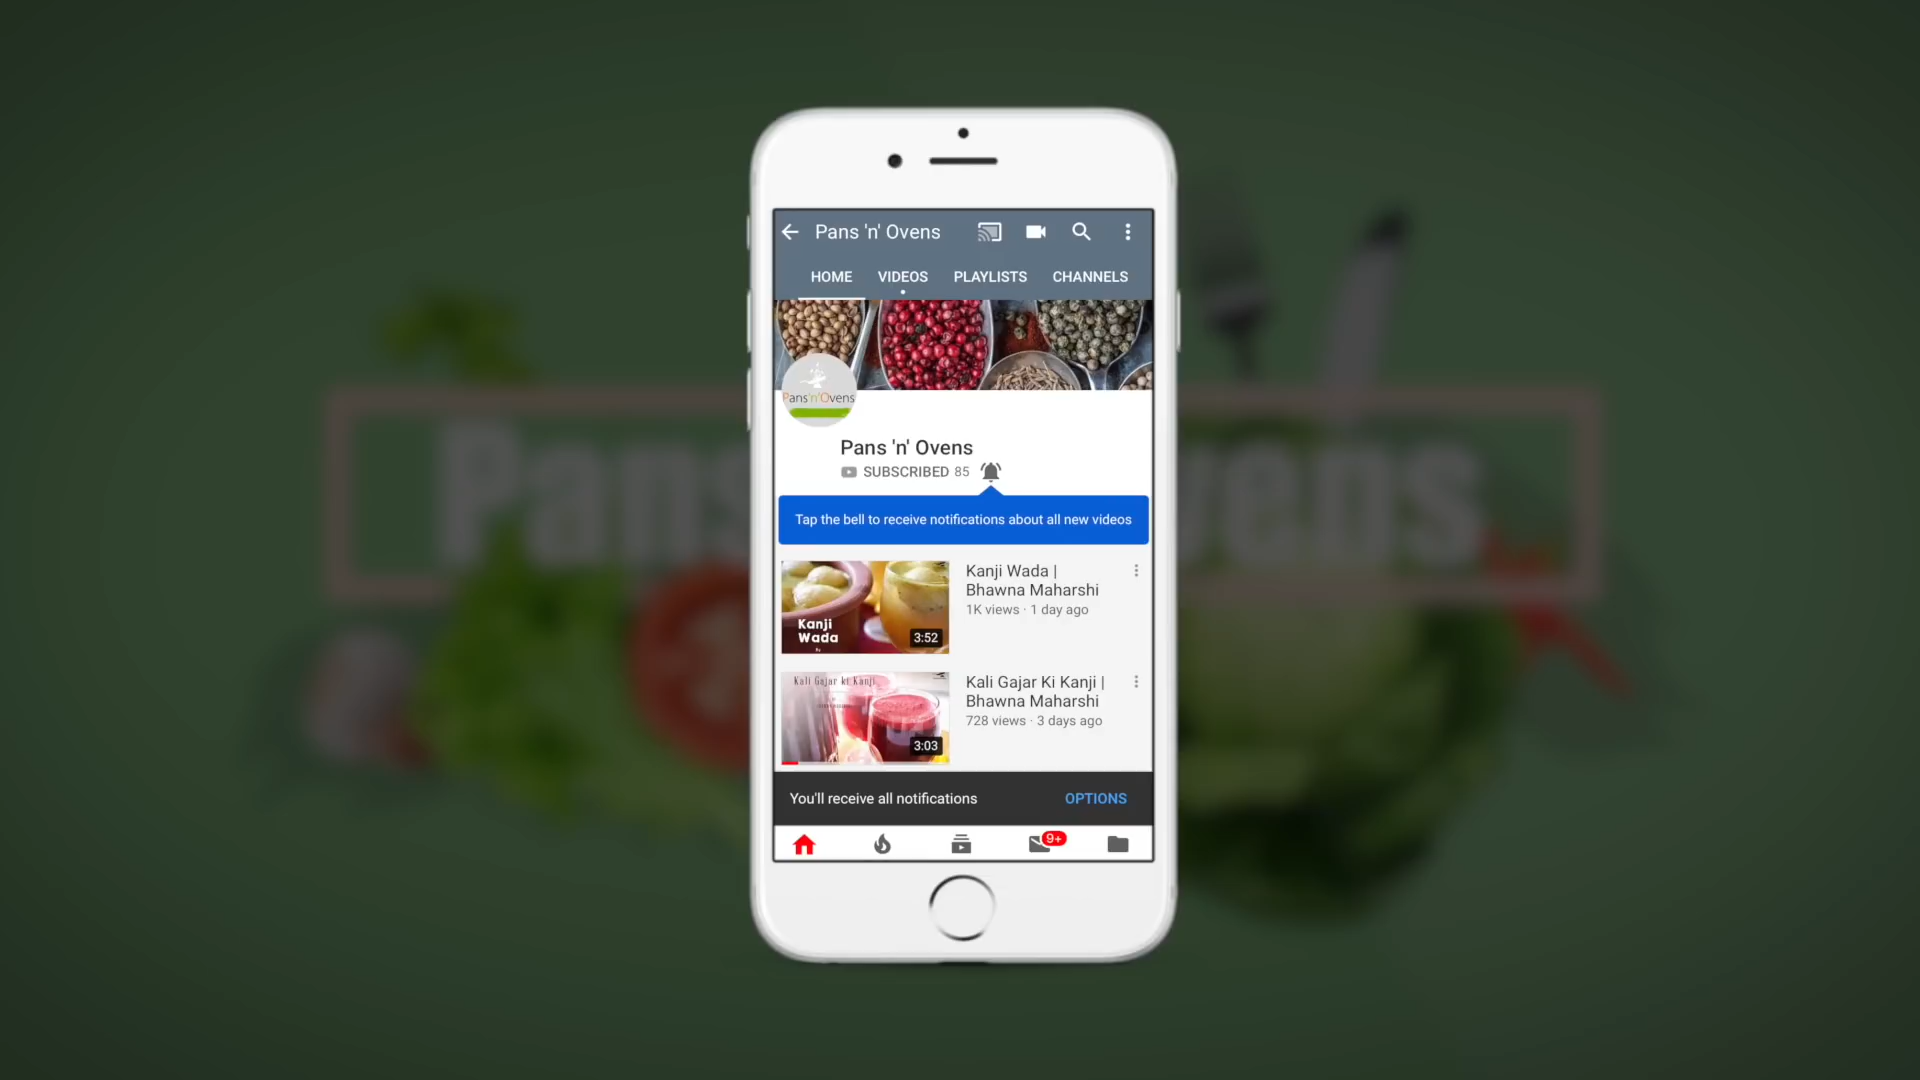 Pans 'n' Ovens
HOME VIDEOS PLAYLISTS CHANNELS
Pans'n'Ovens
Pans 'n' Ovens
SUBSCRIBED 85
Tap the bell to receive notifications about all new videos
Kanji Wada |
Bhawna Maharshi
1K views · 1 day ago
Kanji
Wada
By
3:52
Kali Gajar Ki Kanji |
Bhawna Maharshi
728 views · 3 days ago
Kali Gajar ki Kanji
3:03
You'll receive all notifications OPTIONS
9+
Pans vens